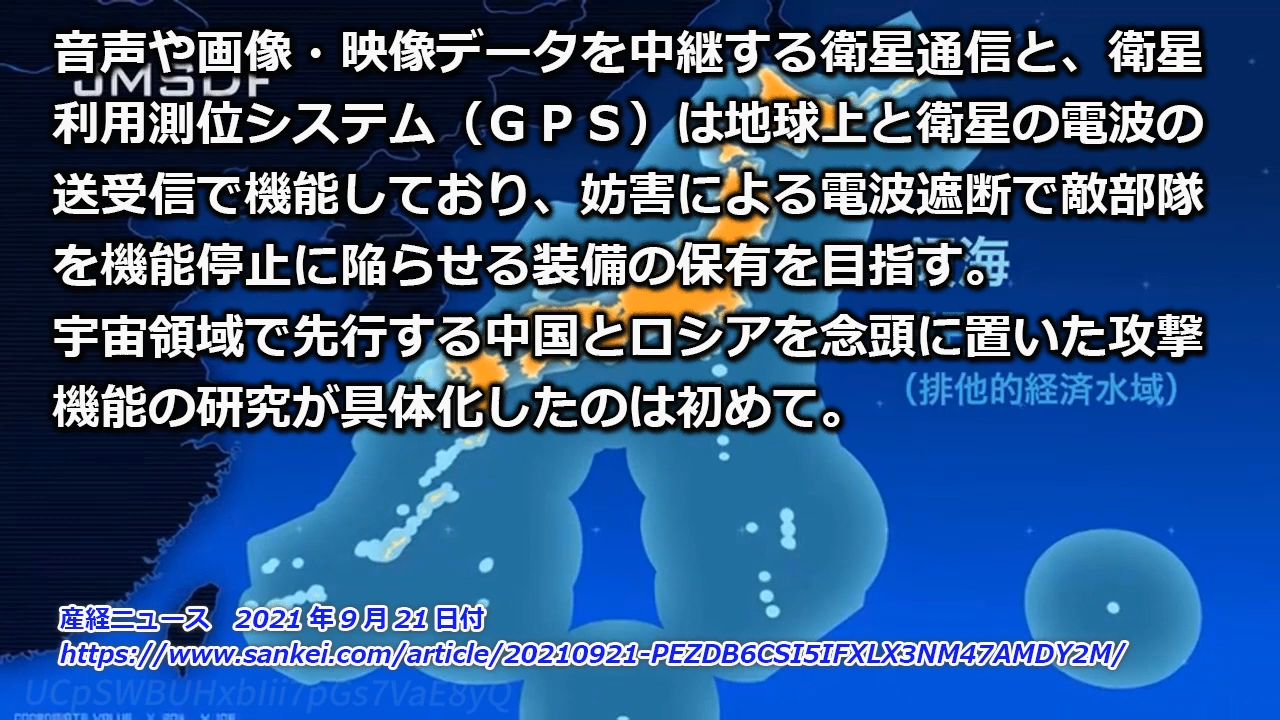 音声や画像・映像データを中継する衛星通信と、衛星
JMSDF
利用測位システム（ＧＰＳ）は地球上と衛星の電波の
送受信で機能しており、妨害による電波遮断で敵部隊
を機能停止に陥らせる装備の保有を目指す。
海
宇宙領域で先行する中国とロシアを念頭に置いた攻撃
（排他的経済水域）
機能の研究が具体化したのは初めて。
産経ニュース　2021年9月21日付
https://www.sankei.com/article/20210921-PEZDB6CSI5IFXLX3NM47AMDY2M/
UCpSWBUHxbIii7pGs7VaE8yQ